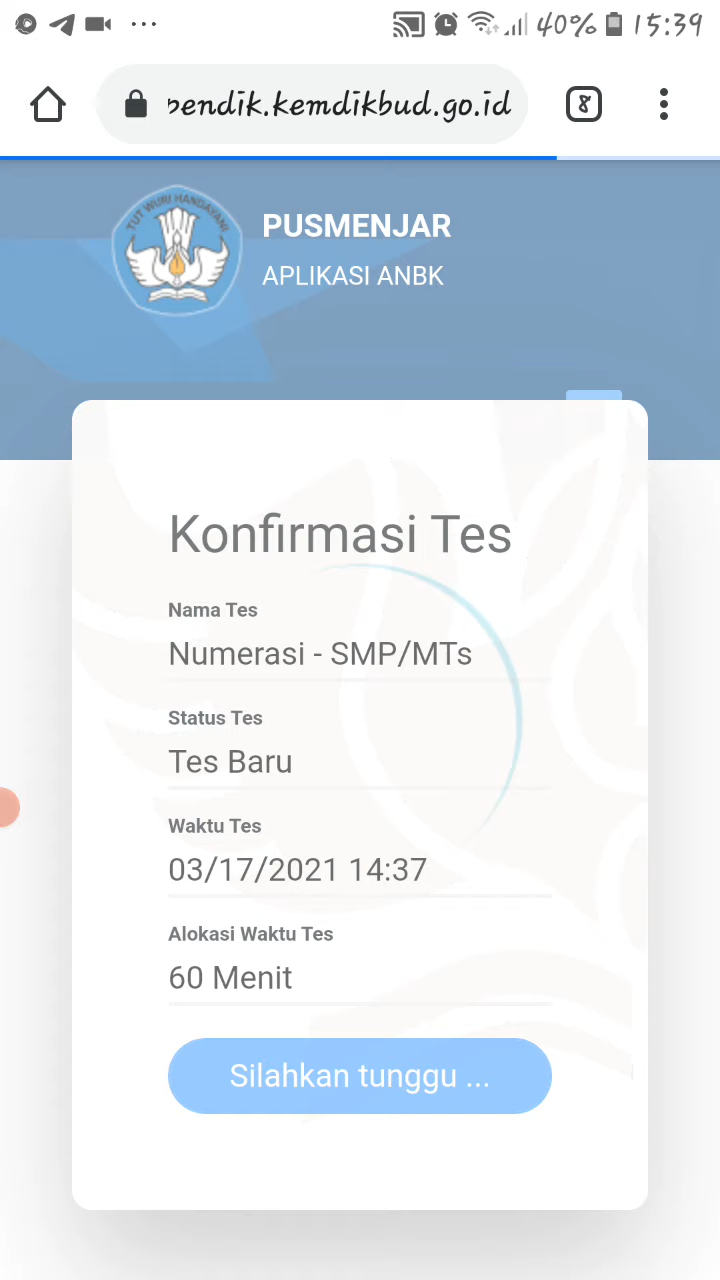 40% 15:39
pendik.kemdikbud.go.id
8
TUT WURI HANDAYANI
PUSMENJAR
APLIKASI ANBK
Konfirmasi Tes
Nama Tes
Numerasi - SMP/MTs
Status Tes
Tes Baru
Waktu Tes
03/17/2021 14:37
Alokasi Waktu Tes
60 Menit
Silahkan tunggu ...